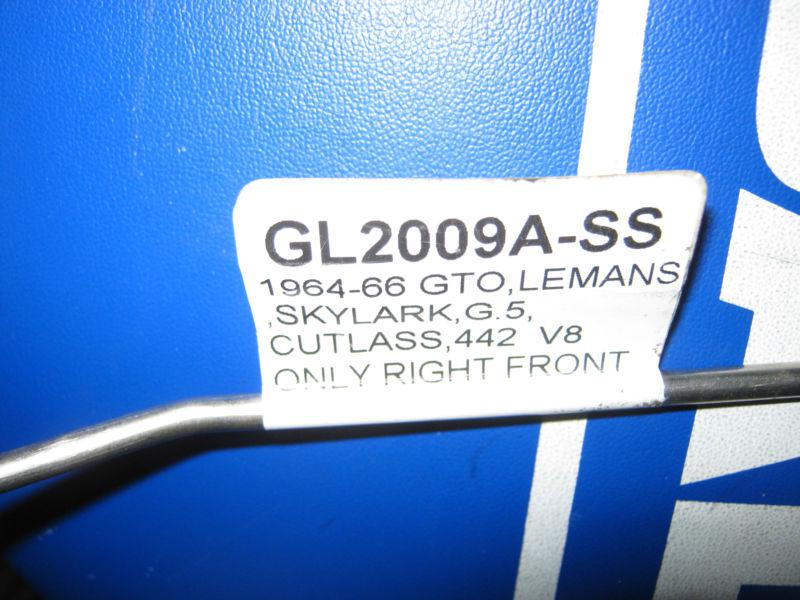 GL2009A-SS
1964-66 GTO,LEMANS
,SKYLARK,G.5,
CUTLASS,442 V8
ONLY RIGHT FRONT